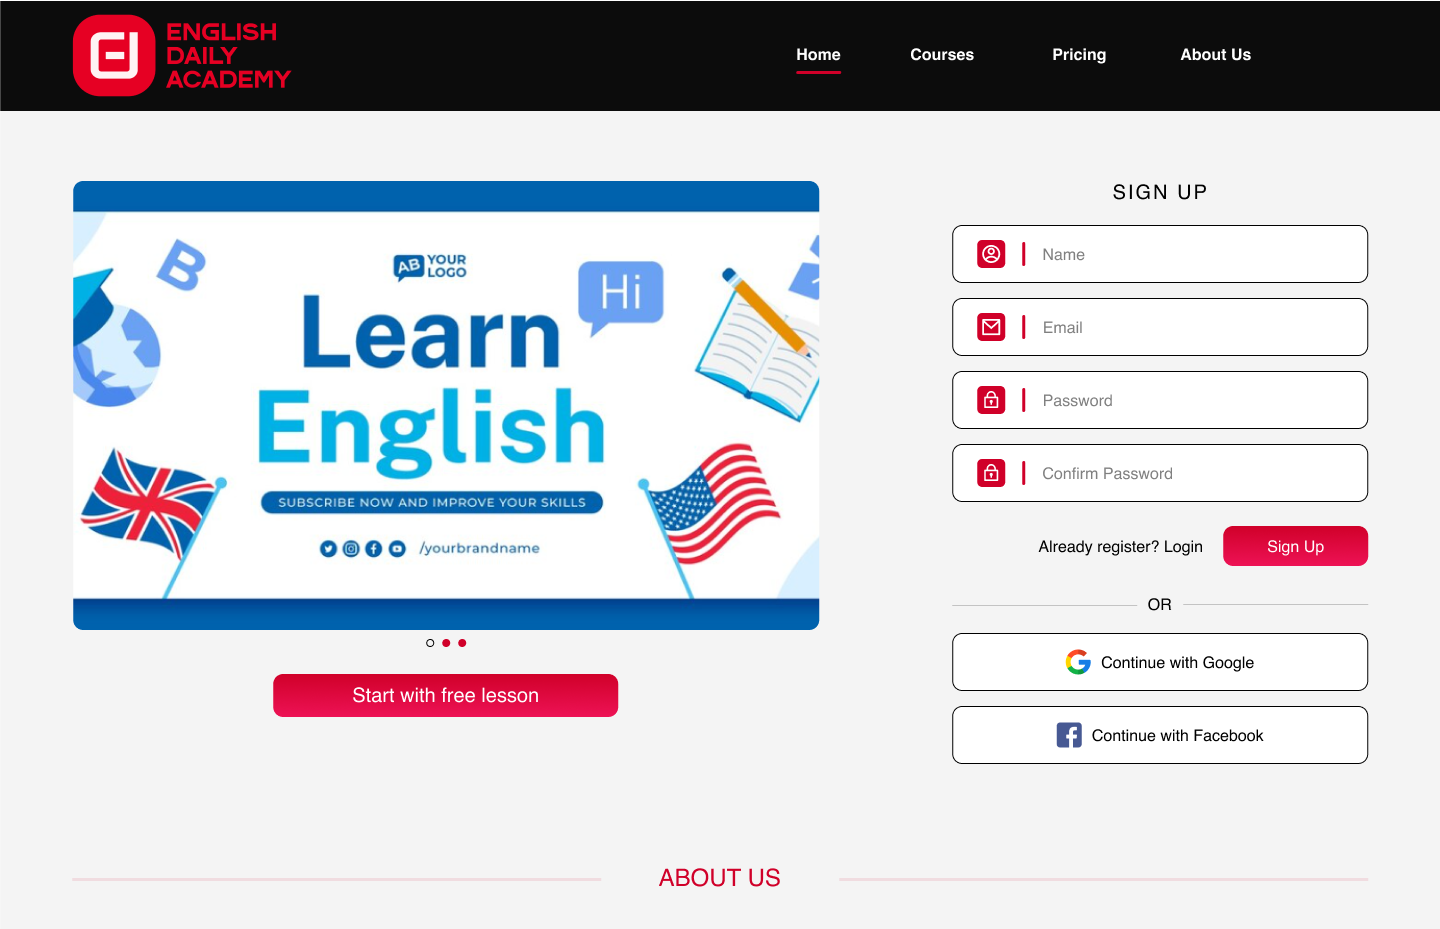 ENGLISH
DAILY
ACADEMY
Home
Courses
Pricing
About Us
B
AB YOUR
LOGO
Hi
Learn
English
SUBSCRIBE NOW AND IMPROVE YOUR SKILLS
/yourbrandname
Start with free lesson
SIGN UP
Name
Email
Password
Confirm Password
Already register? Login
Sign Up
OR
Continue with Google
Continue with Facebook
ABOUT US